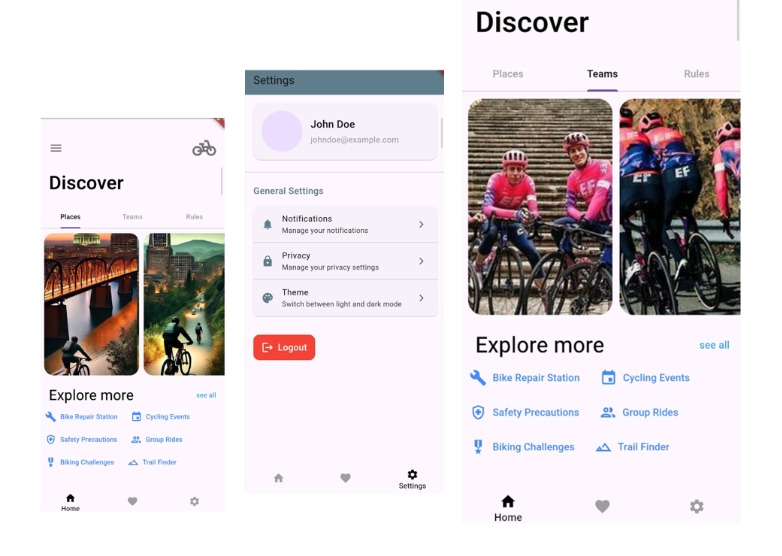 Discover
Places Teams Rules
Explore more see all
Bike Repair Station Cycling Events
Safety Precautions Group Rides
Biking Challenges Trail Finder
Home
Settings
John Doe
johndoe@example.com
General Settings
Notifications
Manage your notifications
Privacy
Manage your privacy settings
Theme
Switch between light and dark mode
Logout
Settings
Discover
Places Teams Rules
EF
EF
EF
EF
Explore more see all
Bike Repair Station Cycling Events
Safety Precautions Group Rides
Biking Challenges Trail Finder
Home